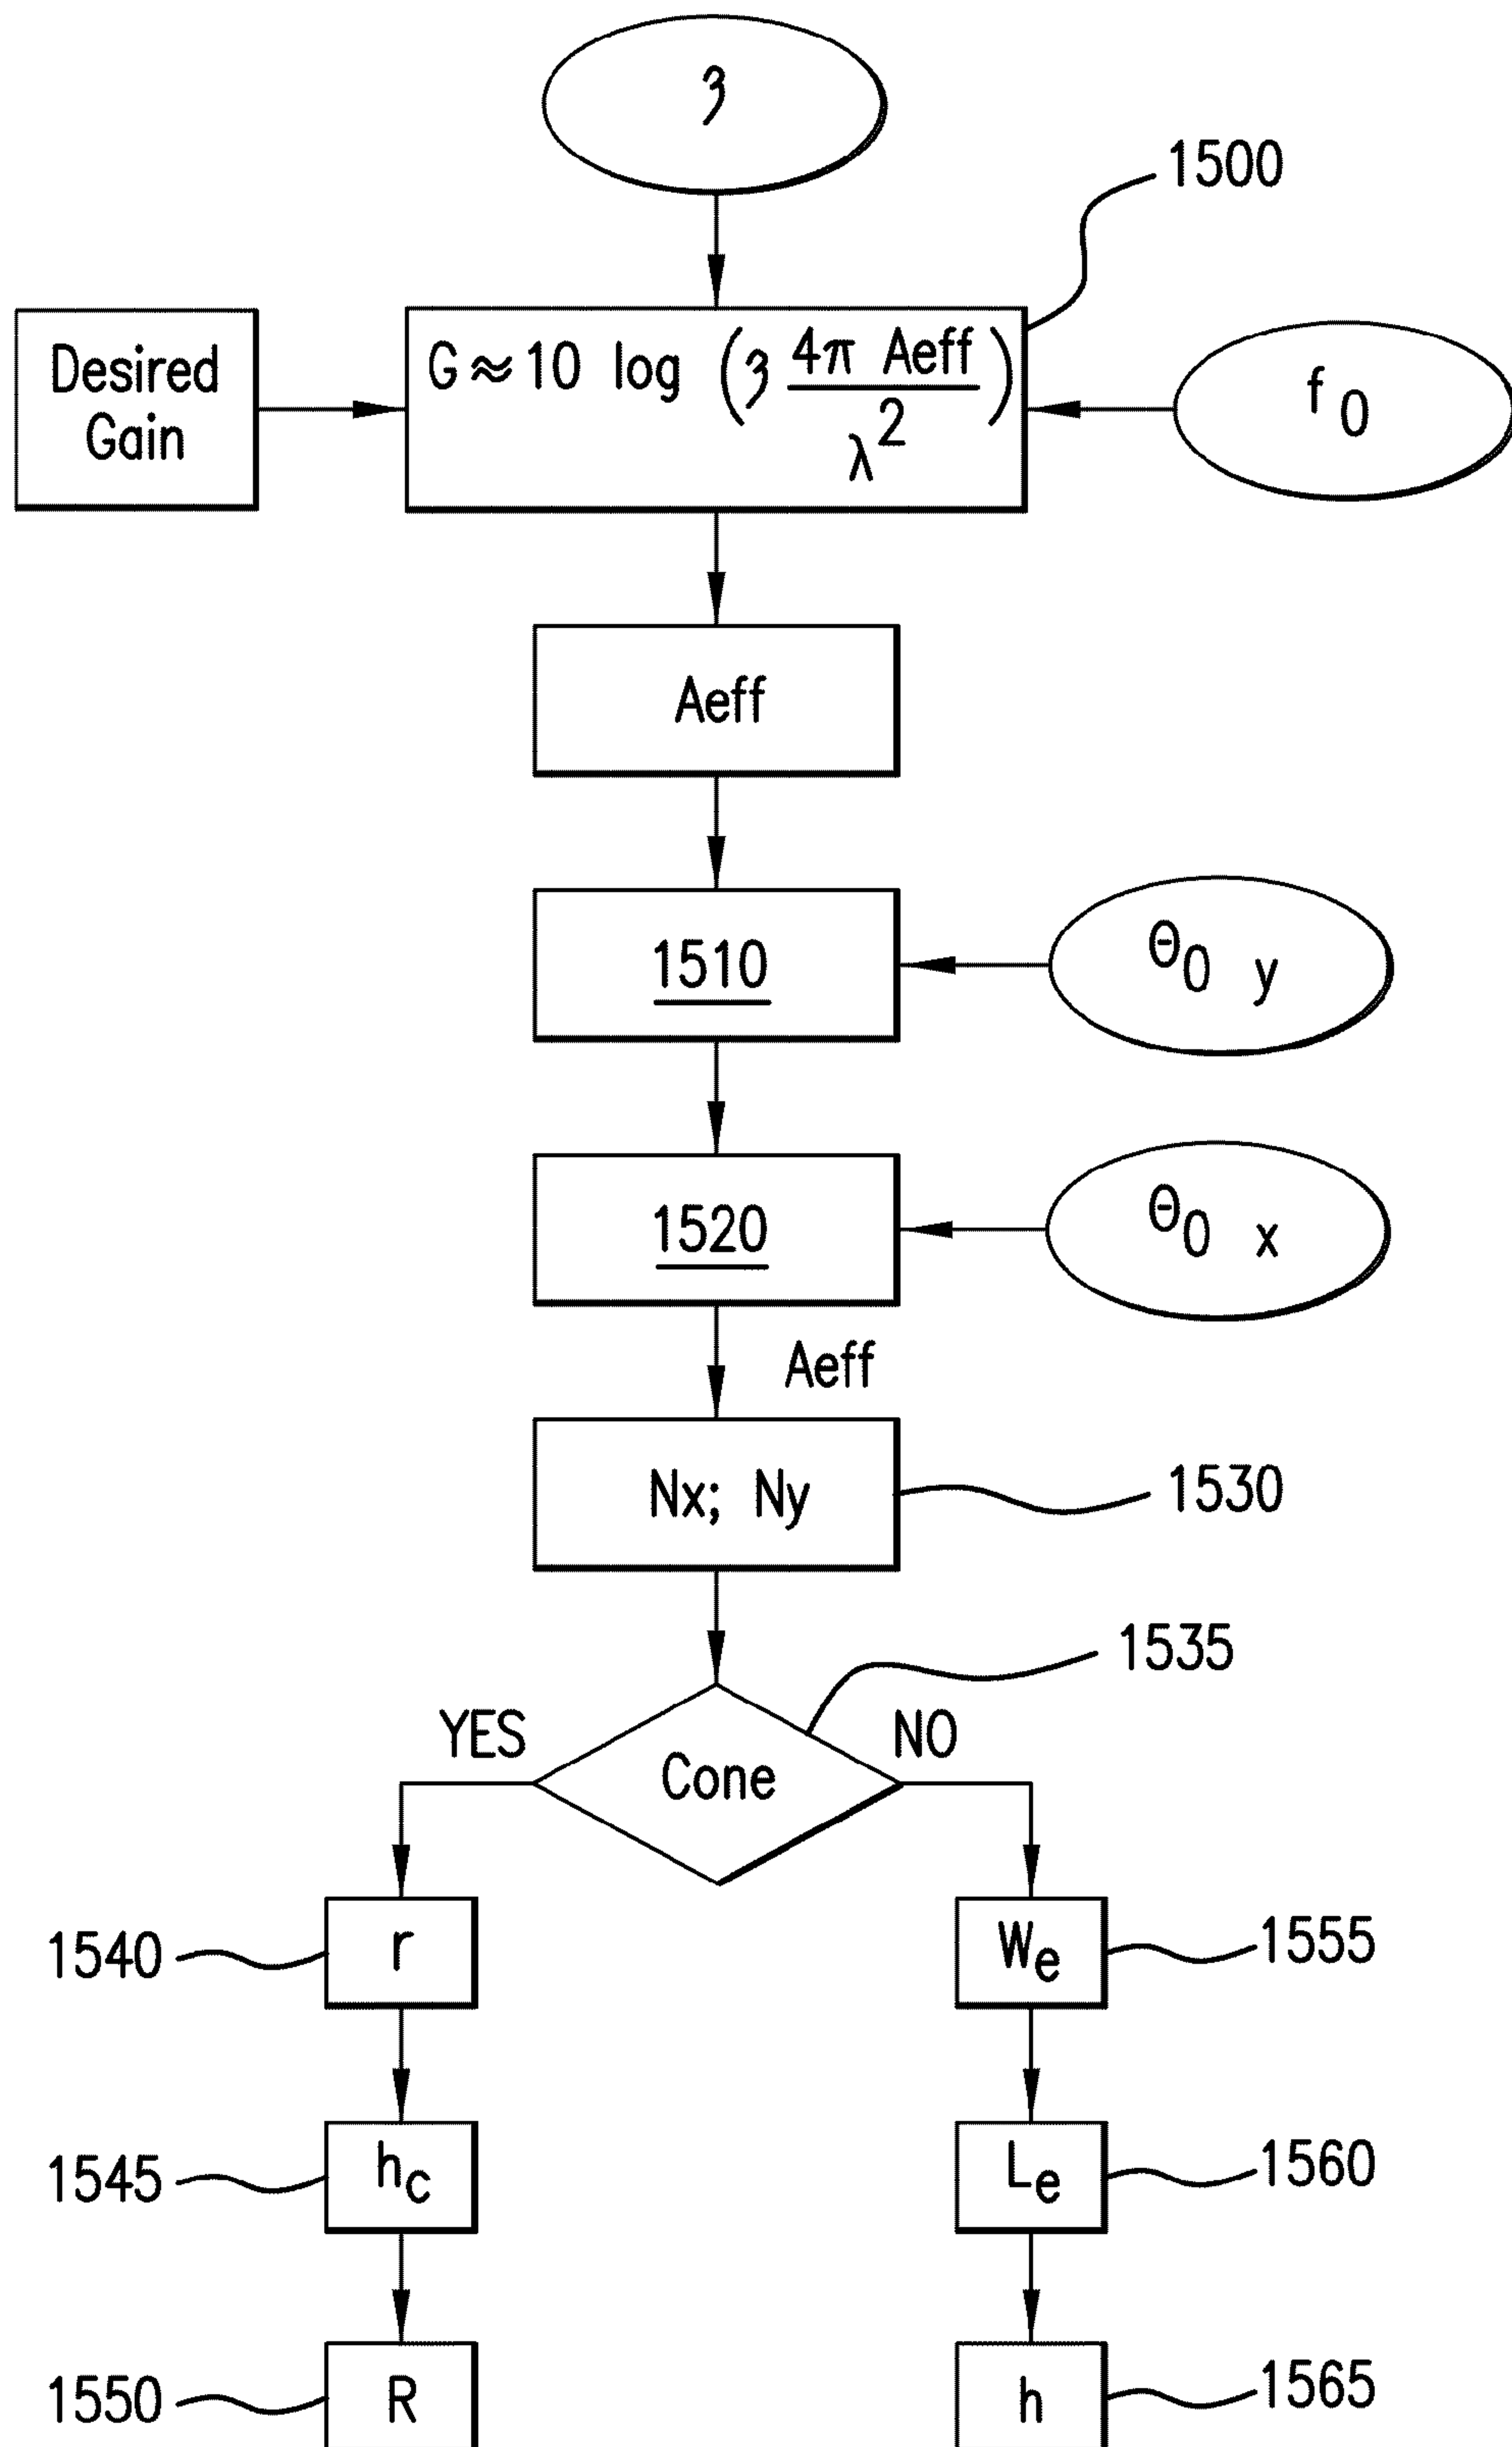 ℨ
1500
Desired
Gain
G≈10 log (ℨ 4π Aeff / λ²)
f₀
Aeff
1510
Θ₀ y
1520
Θ₀ x
Aeff
Nx; Ny
1530
1535
YES
Cone
NO
1540
r
Wₑ
1555
1545
h_c
Lₑ
1560
1550
R
h
1565